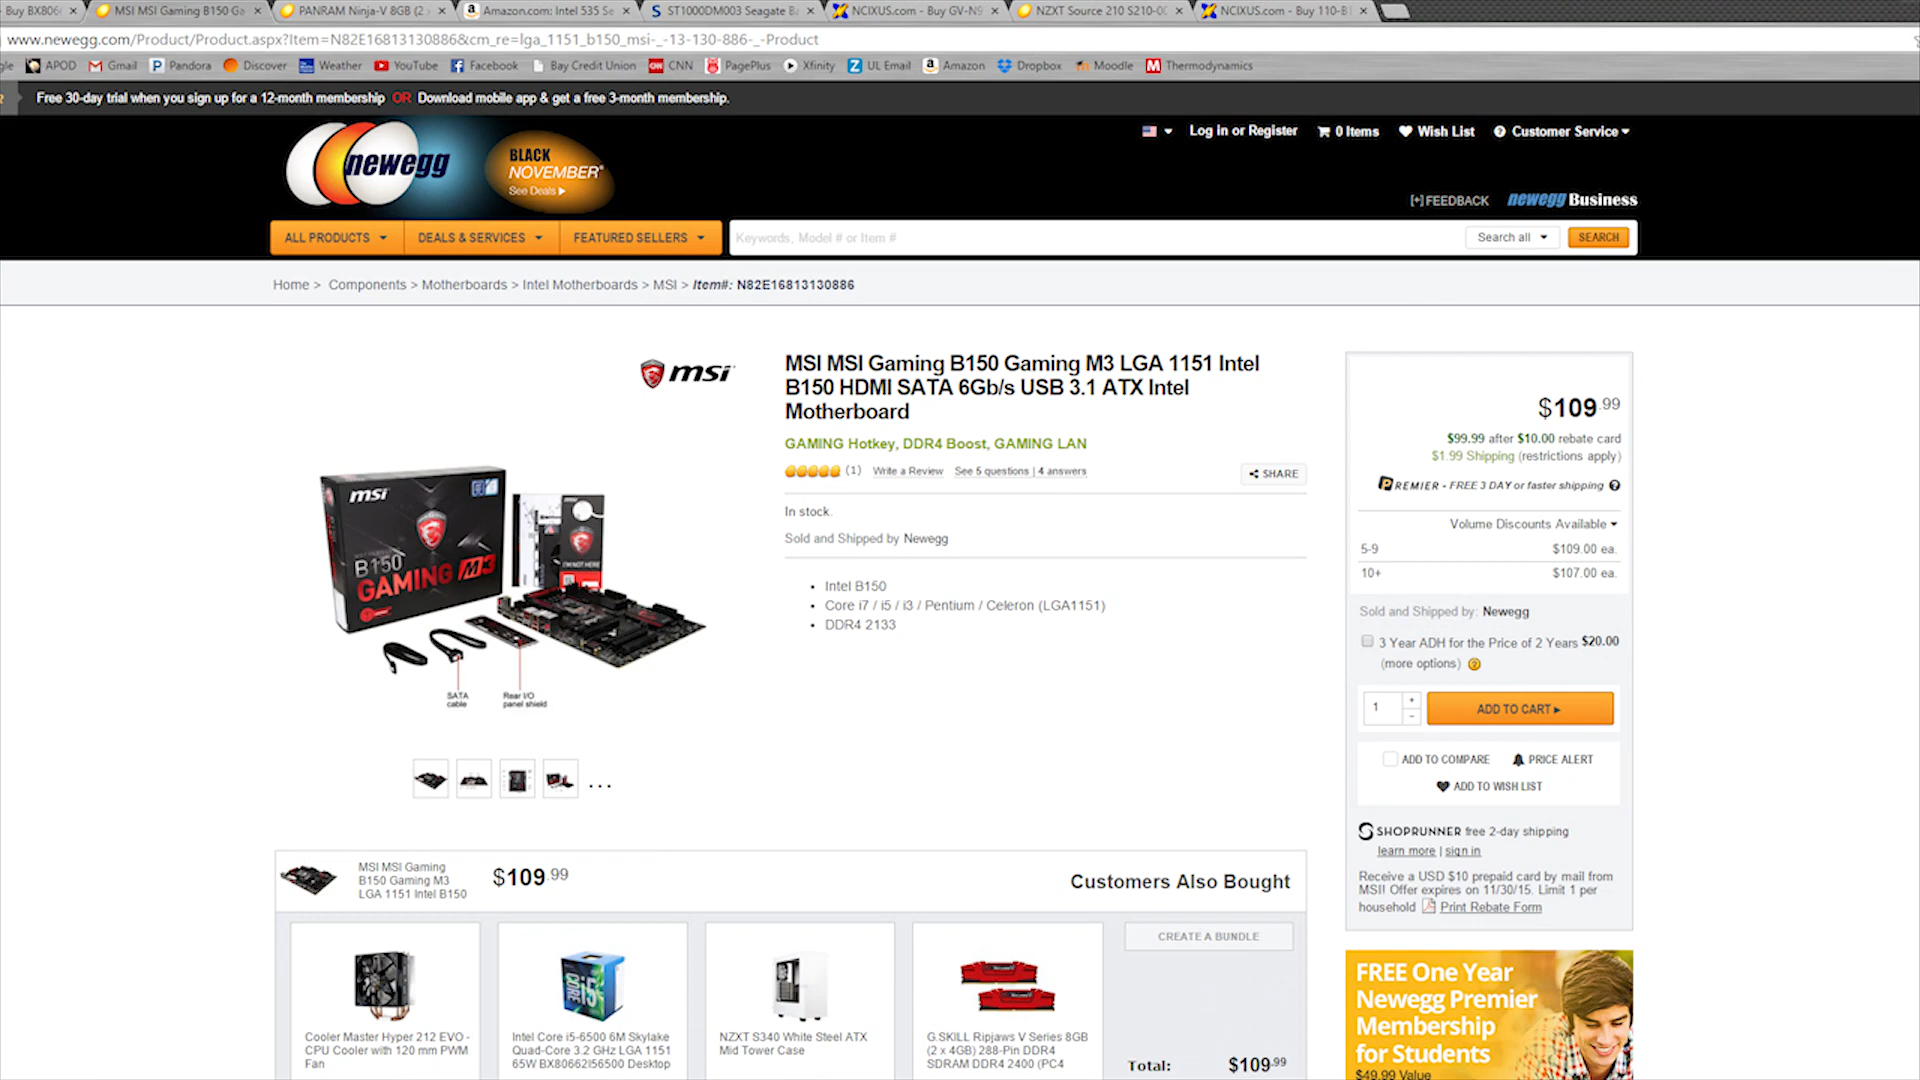 Buy BX806
MSI MSI Gaming B150 Ga
PANRAM Ninja-V 8GB (2 x
Amazon.com: Intel 535 Se
ST1000DM003 Seagate Ba
NCIXUS.com - Buy GV-N9
NZXT Source 210 S210-00
NCIXUS.com - Buy 110-B
www.newegg.com/Product/Product.aspx?Item=N82E16813130886&cm_re=lga_1151_b150_msi-_-13-130-886-_-Product
gle APOD Gmail Pandora Discover Weather YouTube Facebook Bay Credit Union CNN PagePlus Xfinity UL Email Amazon Dropbox Moodle Thermodynamics
Free 30-day trial when you sign up for a 12-month membership OR Download mobile app & get a free 3-month membership.
newegg
BLACK
NOVEMBER®
See Deals
Log in or Register 0 Items Wish List Customer Service
[+] FEEDBACK newegg Business
ALL PRODUCTS DEALS & SERVICES FEATURED SELLERS
Keywords, Model # or Item # Search all SEARCH
Home > Components > Motherboards > Intel Motherboards > MSI > Item#: N82E16813130886
msi
MSI MSI Gaming B150 Gaming M3 LGA 1151 Intel
B150 HDMI SATA 6Gb/s USB 3.1 ATX Intel
Motherboard
GAMING Hotkey, DDR4 Boost, GAMING LAN
(1) Write a Review See 5 questions | 4 answers
SHARE
In stock.
Sold and Shipped by Newegg
Intel B150
Core i7 / i5 / i3 / Pentium / Celeron (LGA1151)
DDR4 2133
msi
B150
GAMING M3
I'M NOT HERE
SATA
cable
Rear I/O
panel shield
...
$109.99
$99.99 after $10.00 rebate card
$1.99 Shipping (restrictions apply)
PREMIER - FREE 3 DAY or faster shipping
Volume Discounts Available
5-9 $109.00 ea.
10+ $107.00 ea.
Sold and Shipped by: Newegg
3 Year ADH for the Price of 2 Years $20.00
(more options)
1 + - ADD TO CART
ADD TO COMPARE PRICE ALERT
ADD TO WISH LIST
SHOPRUNNER free 2-day shipping
learn more | sign in
Receive a USD $10 prepaid card by mail from
MSI! Offer expires on 11/30/15. Limit 1 per
household Print Rebate Form
MSI MSI Gaming
B150 Gaming M3
LGA 1151 Intel B150
$109.99
Customers Also Bought
CREATE A BUNDLE
CORE i5
Cooler Master Hyper 212 EVO -
CPU Cooler with 120 mm PWM
Fan
Intel Core i5-6500 6M Skylake
Quad-Core 3.2 GHz LGA 1151
65W BX80662I56500 Desktop
NZXT S340 White Steel ATX
Mid Tower Case
G.SKILL Ripjaws V Series 8GB
(2 x 4GB) 288-Pin DDR4
SDRAM DDR4 2400 (PC4
Total: $109.99
FREE One Year
Newegg Premier
Membership
for Students
$49.99 Value